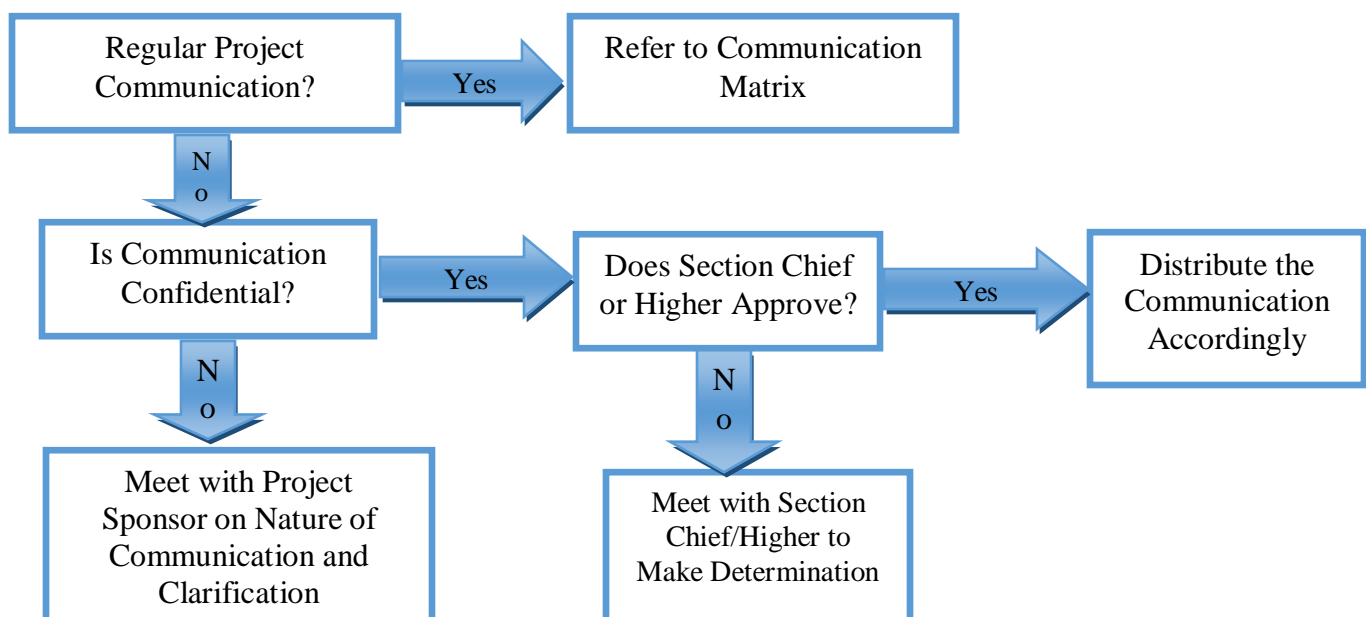 Regular Project
Communication?
Yes
Refer to Communication
Matrix
N
o
Is Communication
Confidential?
Yes
Does Section Chief
or Higher Approve?
Yes
Distribute the
Communication
Accordingly
N
o
N
o
Meet with Project
Sponsor on Nature of
Communication and
Clarification
Meet with Section
Chief/Higher to
Make Determination